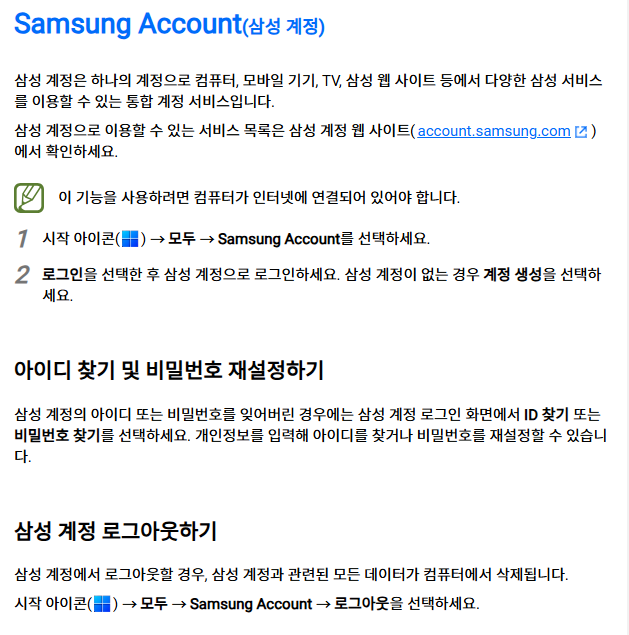 Samsung Account(삼성 계정)
삼성 계정은 하나의 계정으로 컴퓨터, 모바일 기기, TV, 삼성 웹 사이트 등에서 다양한 삼성 서비스
를 이용할 수 있는 통합 계정 서비스입니다.
삼성 계정으로 이용할 수 있는 서비스 목록은 삼성 계정 웹 사이트(account.samsung.com )
에서 확인하세요.
이 기능을 사용하려면 컴퓨터가 인터넷에 연결되어 있어야 합니다.
1 시작 아이콘( ) → 모두 → Samsung Account를 선택하세요.
2 로그인을 선택한 후 삼성 계정으로 로그인하세요. 삼성 계정이 없는 경우 계정 생성을 선택하
세요.
아이디 찾기 및 비밀번호 재설정하기
삼성 계정의 아이디 또는 비밀번호를 잊어버린 경우에는 삼성 계정 로그인 화면에서 ID 찾기 또는
비밀번호 찾기를 선택하세요. 개인정보를 입력해 아이디를 찾거나 비밀번호를 재설정할 수 있습니
다.
삼성 계정 로그아웃하기
삼성 계정에서 로그아웃할 경우, 삼성 계정과 관련된 모든 데이터가 컴퓨터에서 삭제됩니다.
시작 아이콘( ) → 모두 → Samsung Account → 로그아웃을 선택하세요.